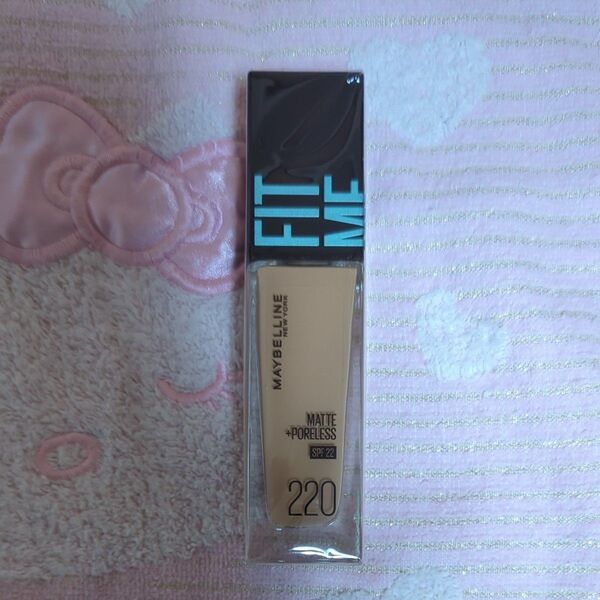 FIT
ME
MAYBELLINE
NEW YORK
MATTE
+PORELESS
SPF 22
220